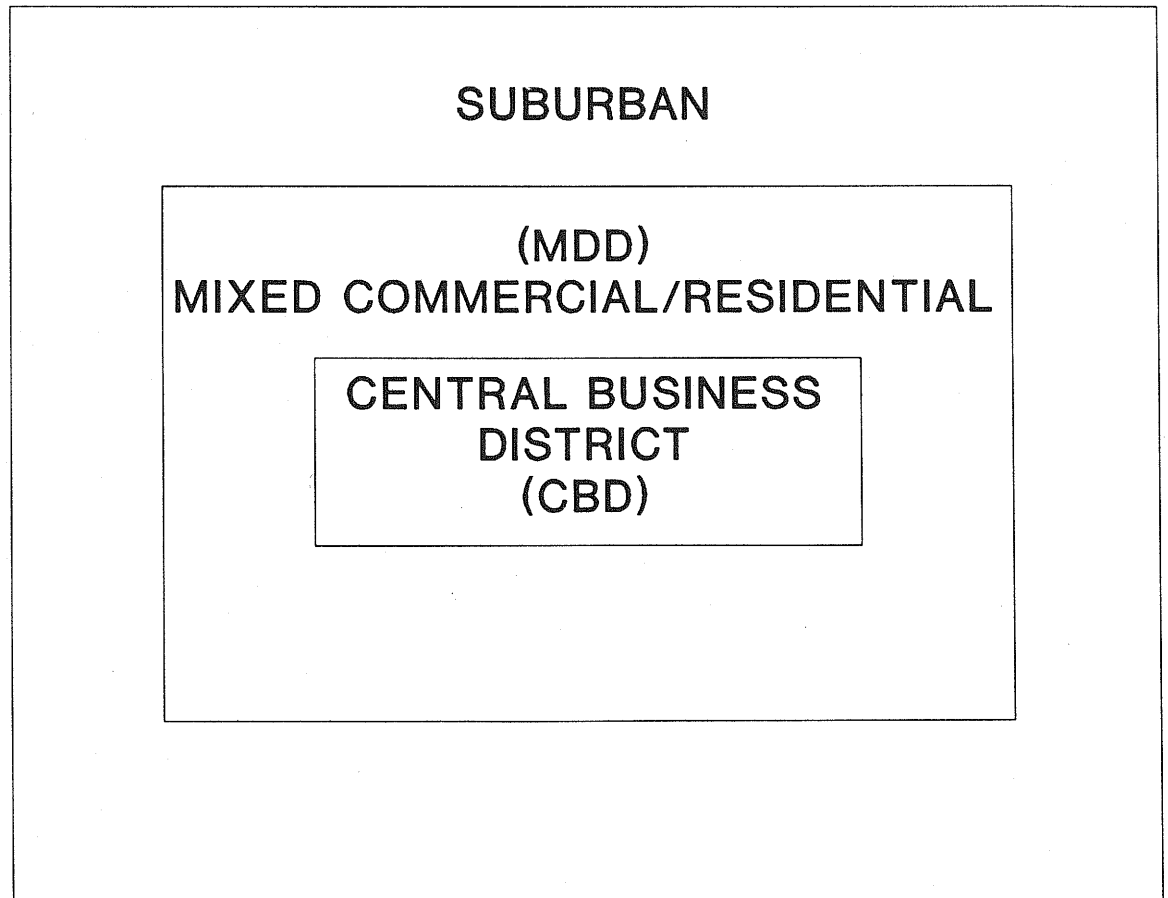 SUBURBAN
(MDD)
MIXED COMMERCIAL/RESIDENTIAL
CENTRAL BUSINESS
DISTRICT
(CBD)